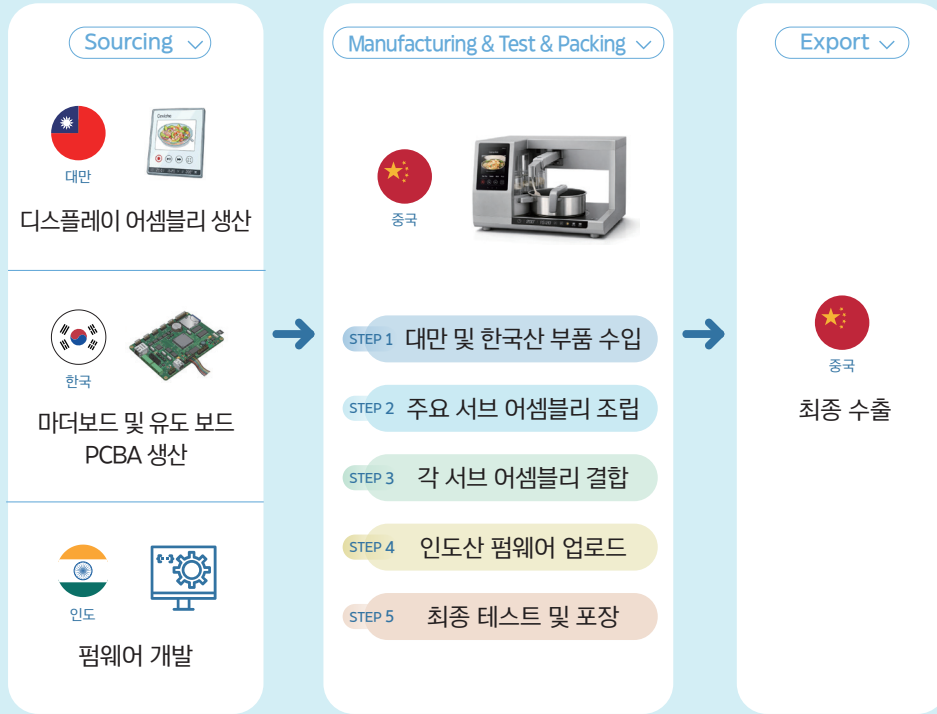 Sourcing
대만
디스플레이 어셈블리 생산
한국
마더보드 및 유도 보드
PCBA 생산
인도
펌웨어 개발
Manufacturing & Test & Packing
중국
STEP 1 대만 및 한국산 부품 수입
STEP 2 주요 서브 어셈블리 조립
STEP 3 각 서브 어셈블리 결합
STEP 4 인도산 펌웨어 업로드
STEP 5 최종 테스트 및 포장
Export
중국
최종 수출